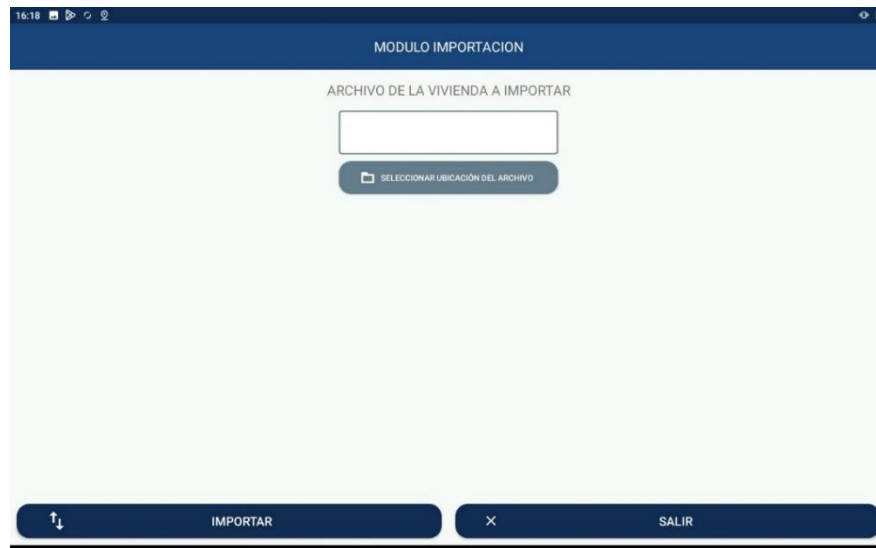 16:18
MODULO IMPORTACION
ARCHIVO DE LA VIVIENDA A IMPORTAR
SELECCIONAR UBICACIÓN DEL ARCHIVO
IMPORTAR
SALIR